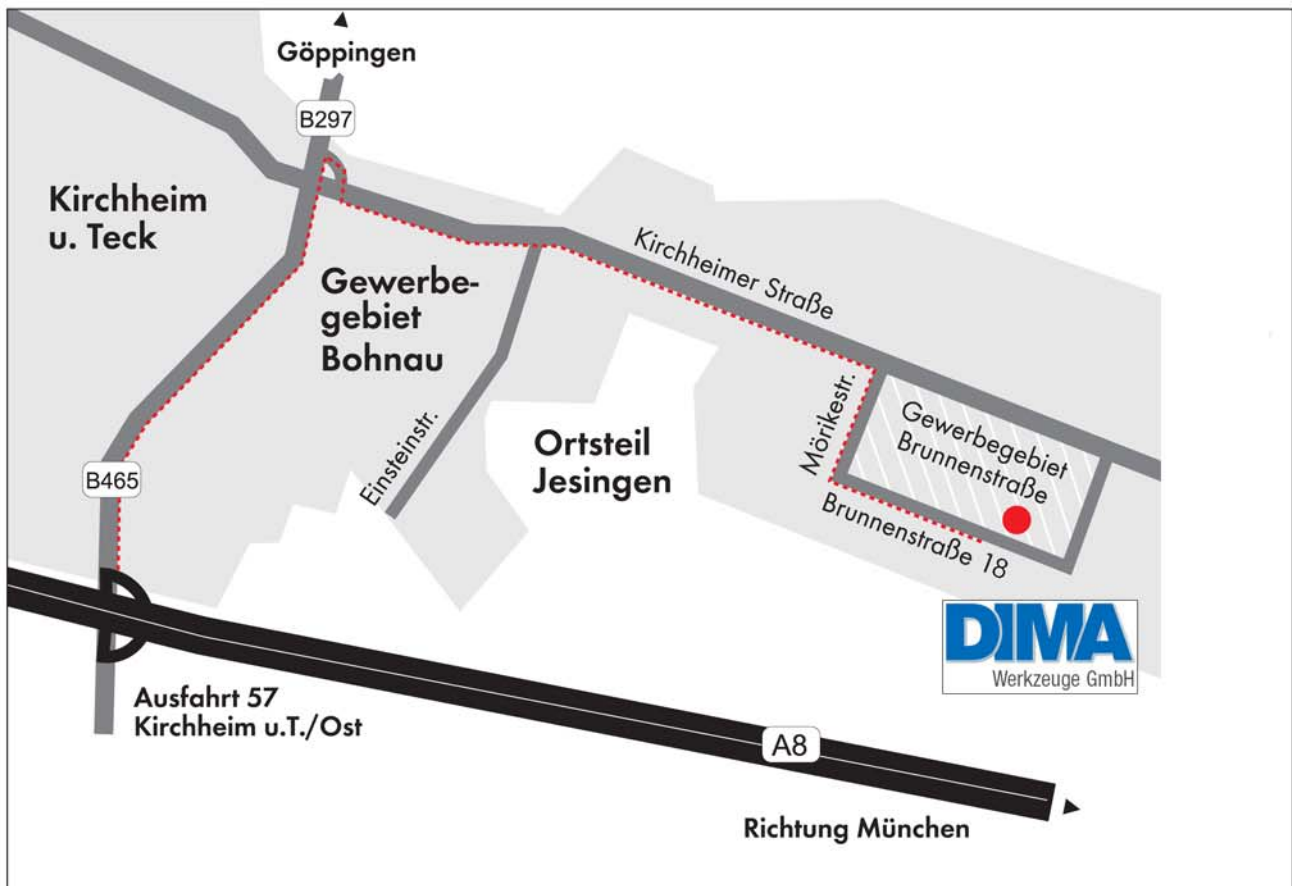 Göppingen
B297
Kirchheim
u. Teck
Gewerbe-
gebiet
Bohnau
Kirchheimer Straße
Mörikestr.
Gewerbegebiet
Brunnenstraße
Einsteinstr.
Ortsteil
Jesingen
B465
Brunnenstraße 18
DIMA
Werkzeuge GmbH
Ausfahrt 57
Kirchheim u.T./Ost
A8
Richtung München